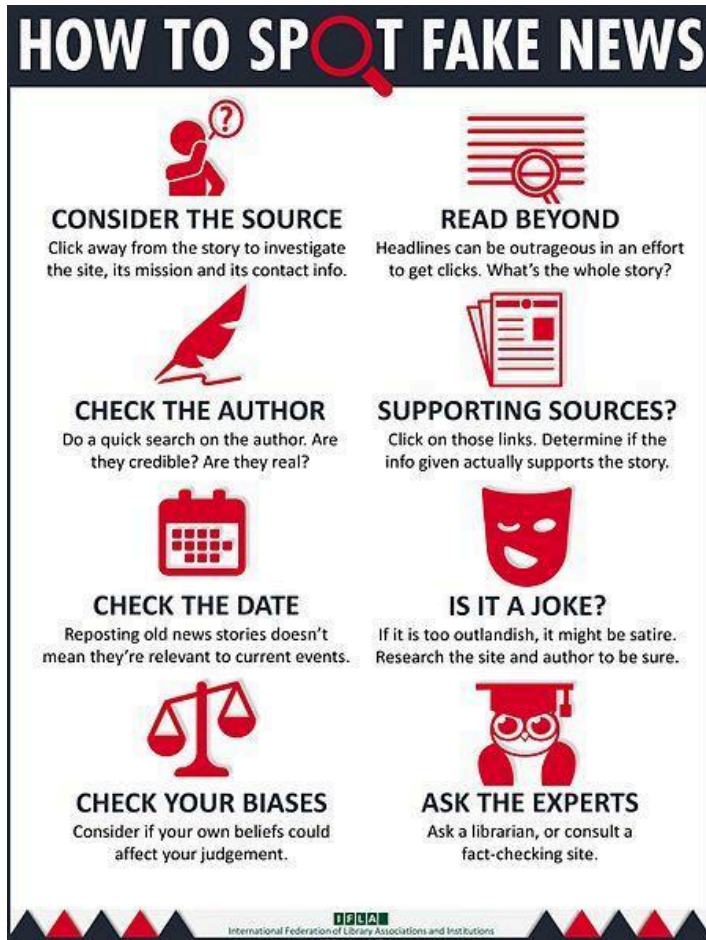 HOW TO SPOT FAKE NEWS
?
CONSIDER THE SOURCE
Click away from the story to investigate
the site, its mission and its contact info.
READ BEYOND
Headlines can be outrageous in an effort
to get clicks. What's the whole story?
CHECK THE AUTHOR
Do a quick search on the author. Are
they credible? Are they real?
SUPPORTING SOURCES?
Click on those links. Determine if the
info given actually supports the story.
CHECK THE DATE
Reposting old news stories doesn't
mean they're relevant to current events.
IS IT A JOKE?
If it is too outlandish, it might be satire.
Research the site and author to be sure.
CHECK YOUR BIASES
Consider if your own beliefs could
affect your judgement.
ASK THE EXPERTS
Ask a librarian, or consult a
fact-checking site.
IFLA
International Federation of Library Associations and Institutions